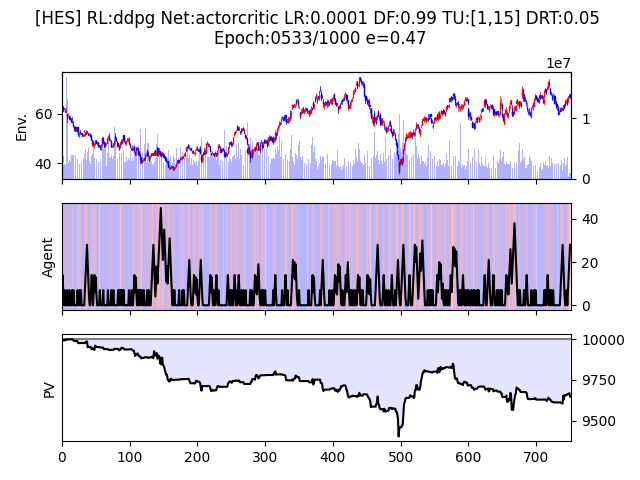 [HES] RL:ddpg Net:actorcritic LR:0.0001 DF:0.99 TU:[1,15] DRT:0.05
Epoch:0533/1000 e=0.47
1e7
Env.
60
40
1
0
Agent
40
20
0
PV
10000
9750
9500
0 100 200 300 400 500 600 700